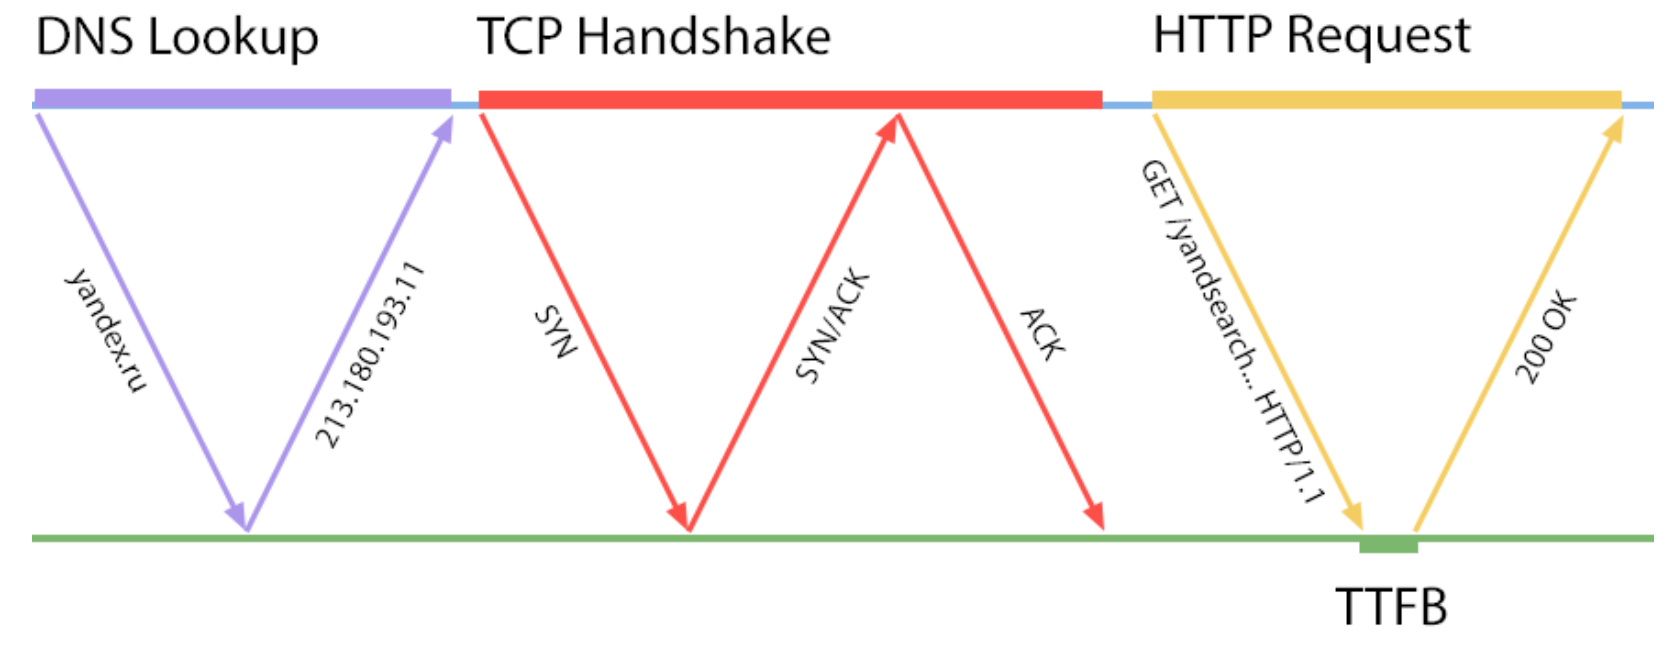 DNS Lookup
TCP Handshake
HTTP Request
yandex.ru
213.180.193.11
SYN
SYN/ACK
ACK
GET /yandsearch... HTTP/1.1
200 OK
TTFB